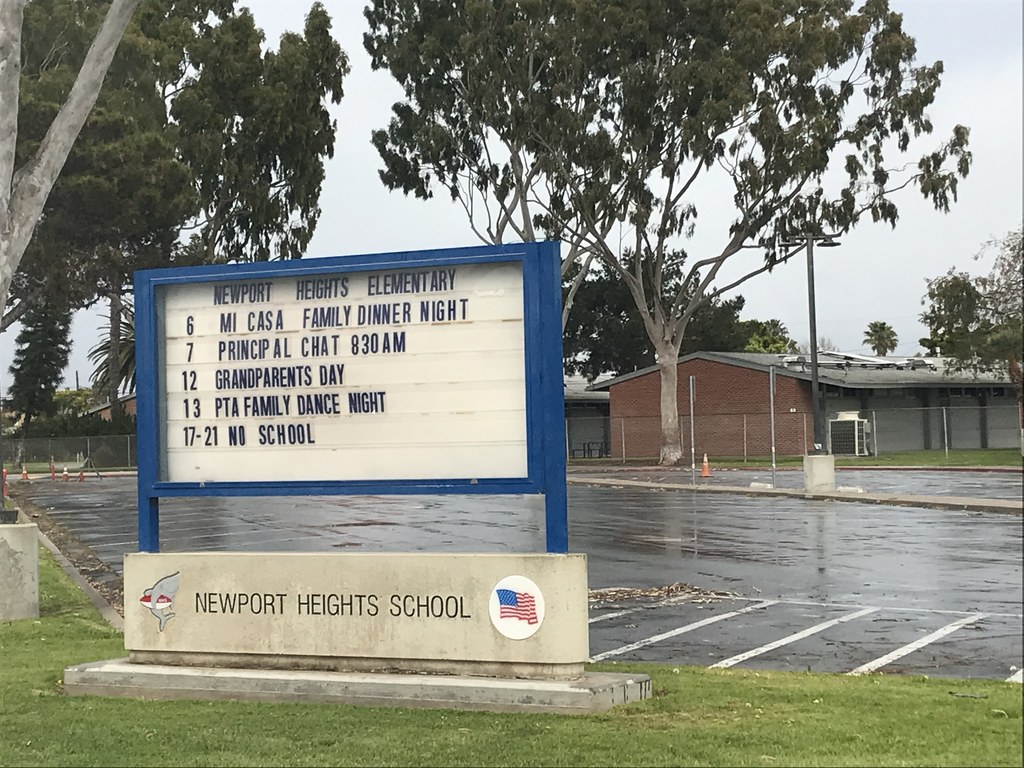 NEWPORT HEIGHTS ELEMENTARY
6 MI CASA FAMILY DINNER NIGHT
7 PRINCIPAL CHAT 830AM
12 GRANDPARENTS DAY
13 PTA FAMILY DANCE NIGHT
17-21 NO SCHOOL
NEWPORT HEIGHTS SCHOOL